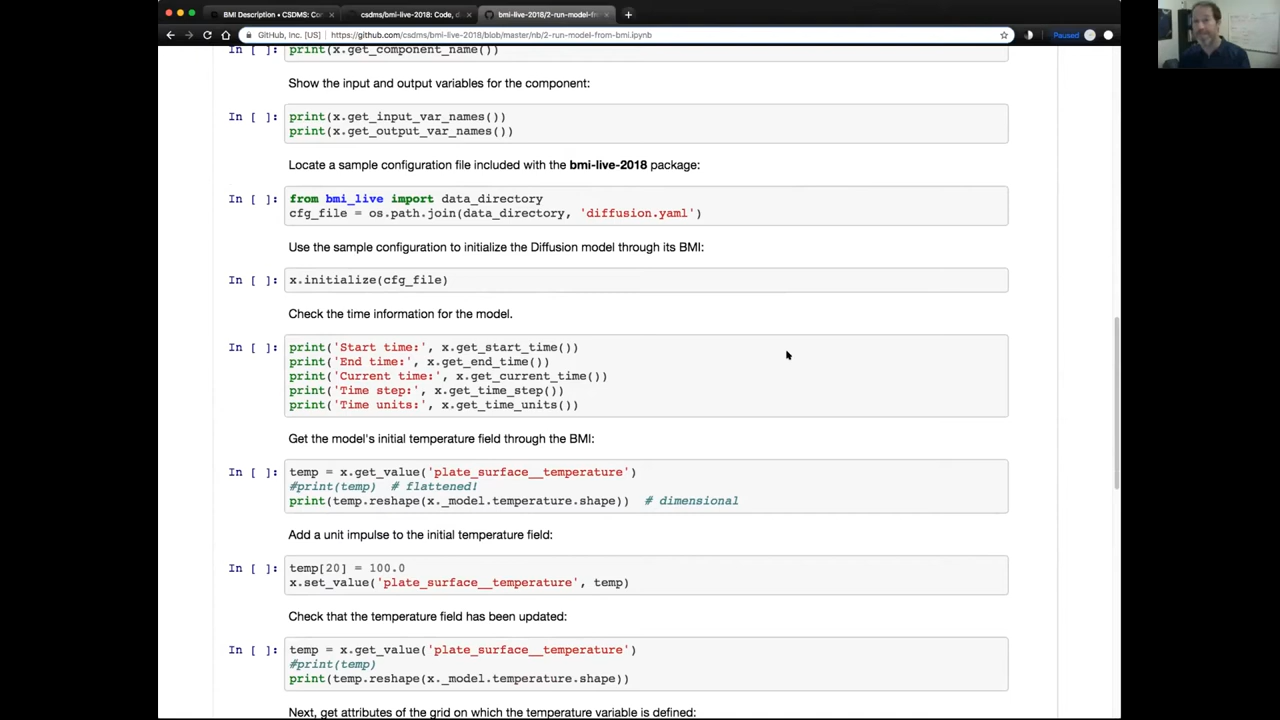 BMI Description • CSDMS: Co
csdms/bmi-live-2018: Code, d
bmi-live-2018/2-run-model-fro
GitHub, Inc. [US]
https://github.com/csdms/bmi-live-2018/blob/master/nb/2-run-model-from-bmi.ipynb
Paused
In [ ]: print(x.get_component_name())
Show the input and output variables for the component:
In [ ]: print(x.get_input_var_names())
print(x.get_output_var_names())
Locate a sample configuration file included with the bmi-live-2018 package:
In [ ]: from bmi_live import data_directory
cfg_file = os.path.join(data_directory, 'diffusion.yaml')
Use the sample configuration to initialize the Diffusion model through its BMI:
In [ ]: x.initialize(cfg_file)
Check the time information for the model.
In [ ]: print('Start time:', x.get_start_time())
print('End time:', x.get_end_time())
print('Current time:', x.get_current_time())
print('Time step:', x.get_time_step())
print('Time units:', x.get_time_units())
Get the model's initial temperature field through the BMI:
In [ ]: temp = x.get_value('plate_surface__temperature')
#print(temp)  # flattened!
print(temp.reshape(x._model.temperature.shape))  # dimensional
Add a unit impulse to the initial temperature field:
In [ ]: temp[20] = 100.0
x.set_value('plate_surface__temperature', temp)
Check that the temperature field has been updated:
In [ ]: temp = x.get_value('plate_surface__temperature')
#print(temp)
print(temp.reshape(x._model.temperature.shape))
Next, get attributes of the grid on which the temperature variable is defined: